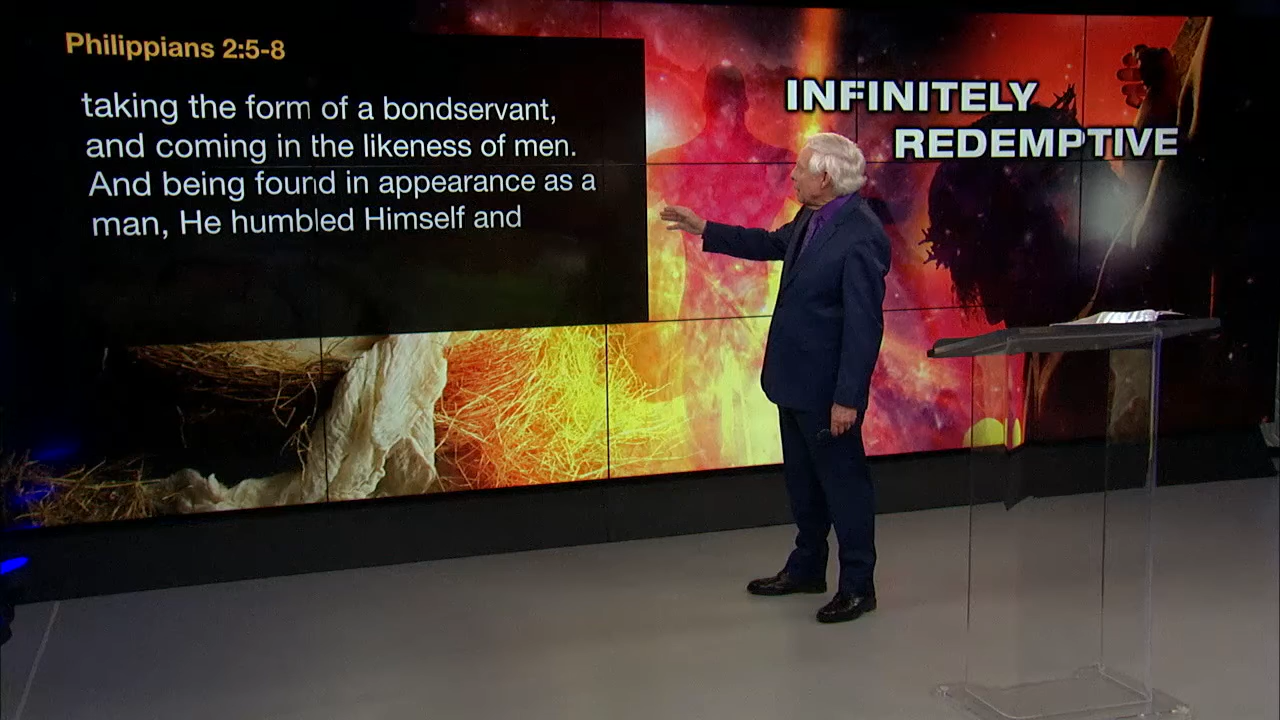 Philippians 2:5-8
taking the form of a bondservant,
and coming in the likeness of men.
And being found in appearance as a
man, He humbled Himself and
INFINITELY
REDEMPTIVE